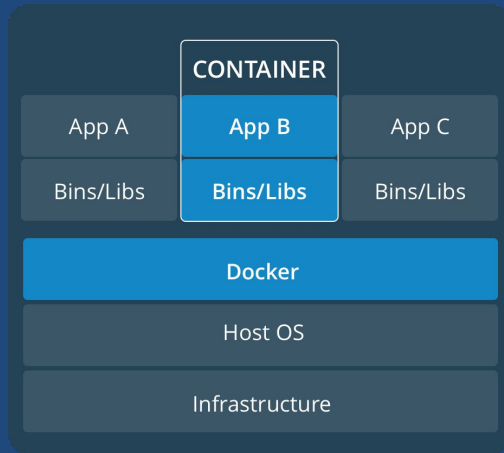 CONTAINER
App A App B App C
Bins/Libs Bins/Libs Bins/Libs
Docker
Host OS
Infrastructure